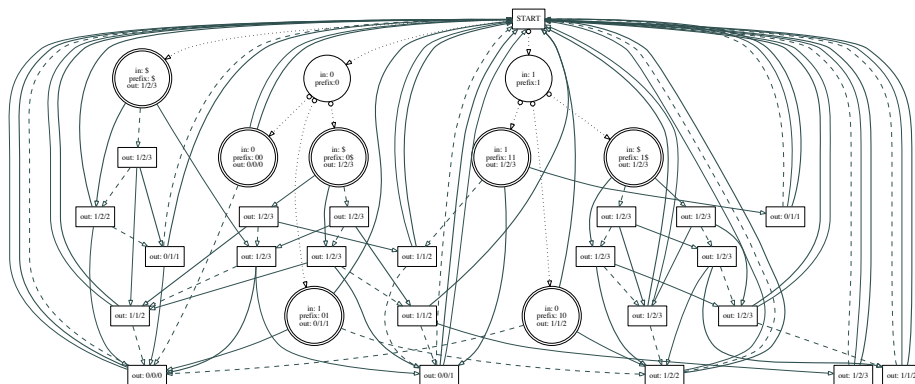 START
in: $
prefix: $
out: 1/2/3
in: 0
prefix:0
in: 1
prefix:1
out: 1/2/3
in: 0
prefix: 00
out: 0/0/0
in: $
prefix: 0$
out: 1/2/3
in: 1
prefix: 11
out: 1/2/3
in: $
prefix: 1$
out: 1/2/3
out: 1/2/2
out: 1/2/3
out: 1/2/3
out: 1/2/3
out: 1/2/3
out: 0/1/1
out: 0/1/1
out: 1/2/3
out: 1/2/3
out: 1/1/2
out: 1/2/3
out: 1/2/3
out: 1/1/2
in: 1
prefix: 01
out: 0/1/1
out: 1/1/2
in: 0
prefix: 10
out: 1/1/2
out: 1/2/3
out: 1/2/3
out: 0/0/0
out: 0/0/1
out: 1/2/2
out: 1/2/3
out: 1/1/2